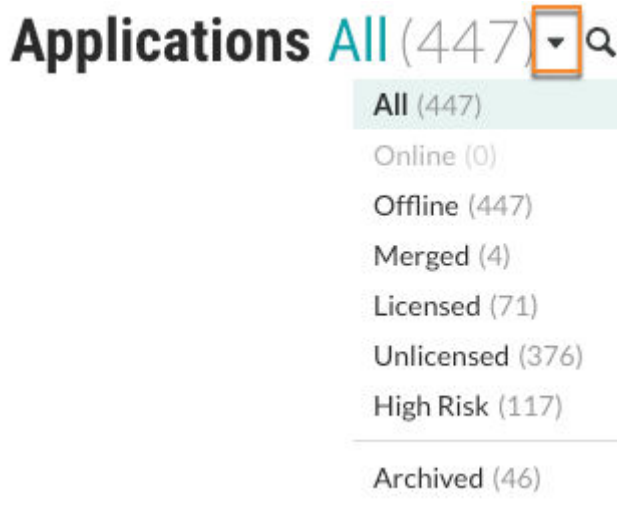 Applications All (447)
All (447)
Online (0)
Offline (447)
Merged (4)
Licensed (71)
Unlicensed (376)
High Risk (117)
Archived (46)